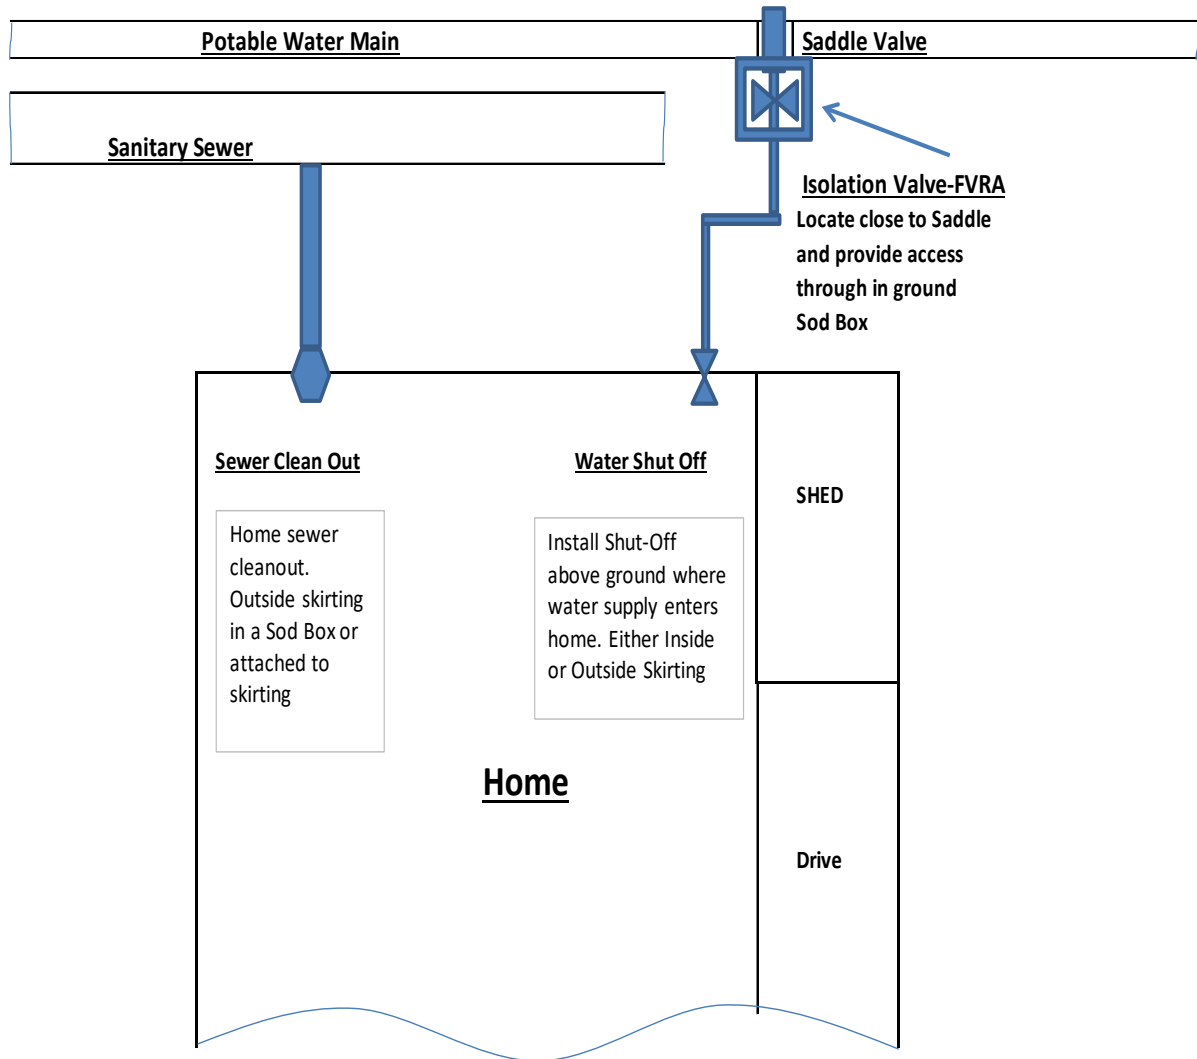 Potable Water Main
Saddle Valve
Sanitary Sewer
Isolation Valve-FVRA
Locate close to Saddle
and provide access
through in ground
Sod Box
Sewer Clean Out
Water Shut Off
SHED
Home sewer
cleanout.
Outside skirting
in a Sod Box or
attached to
skirting
Install Shut-Off
above ground where
water supply enters
home. Either Inside
or Outside Skirting
Home
Drive